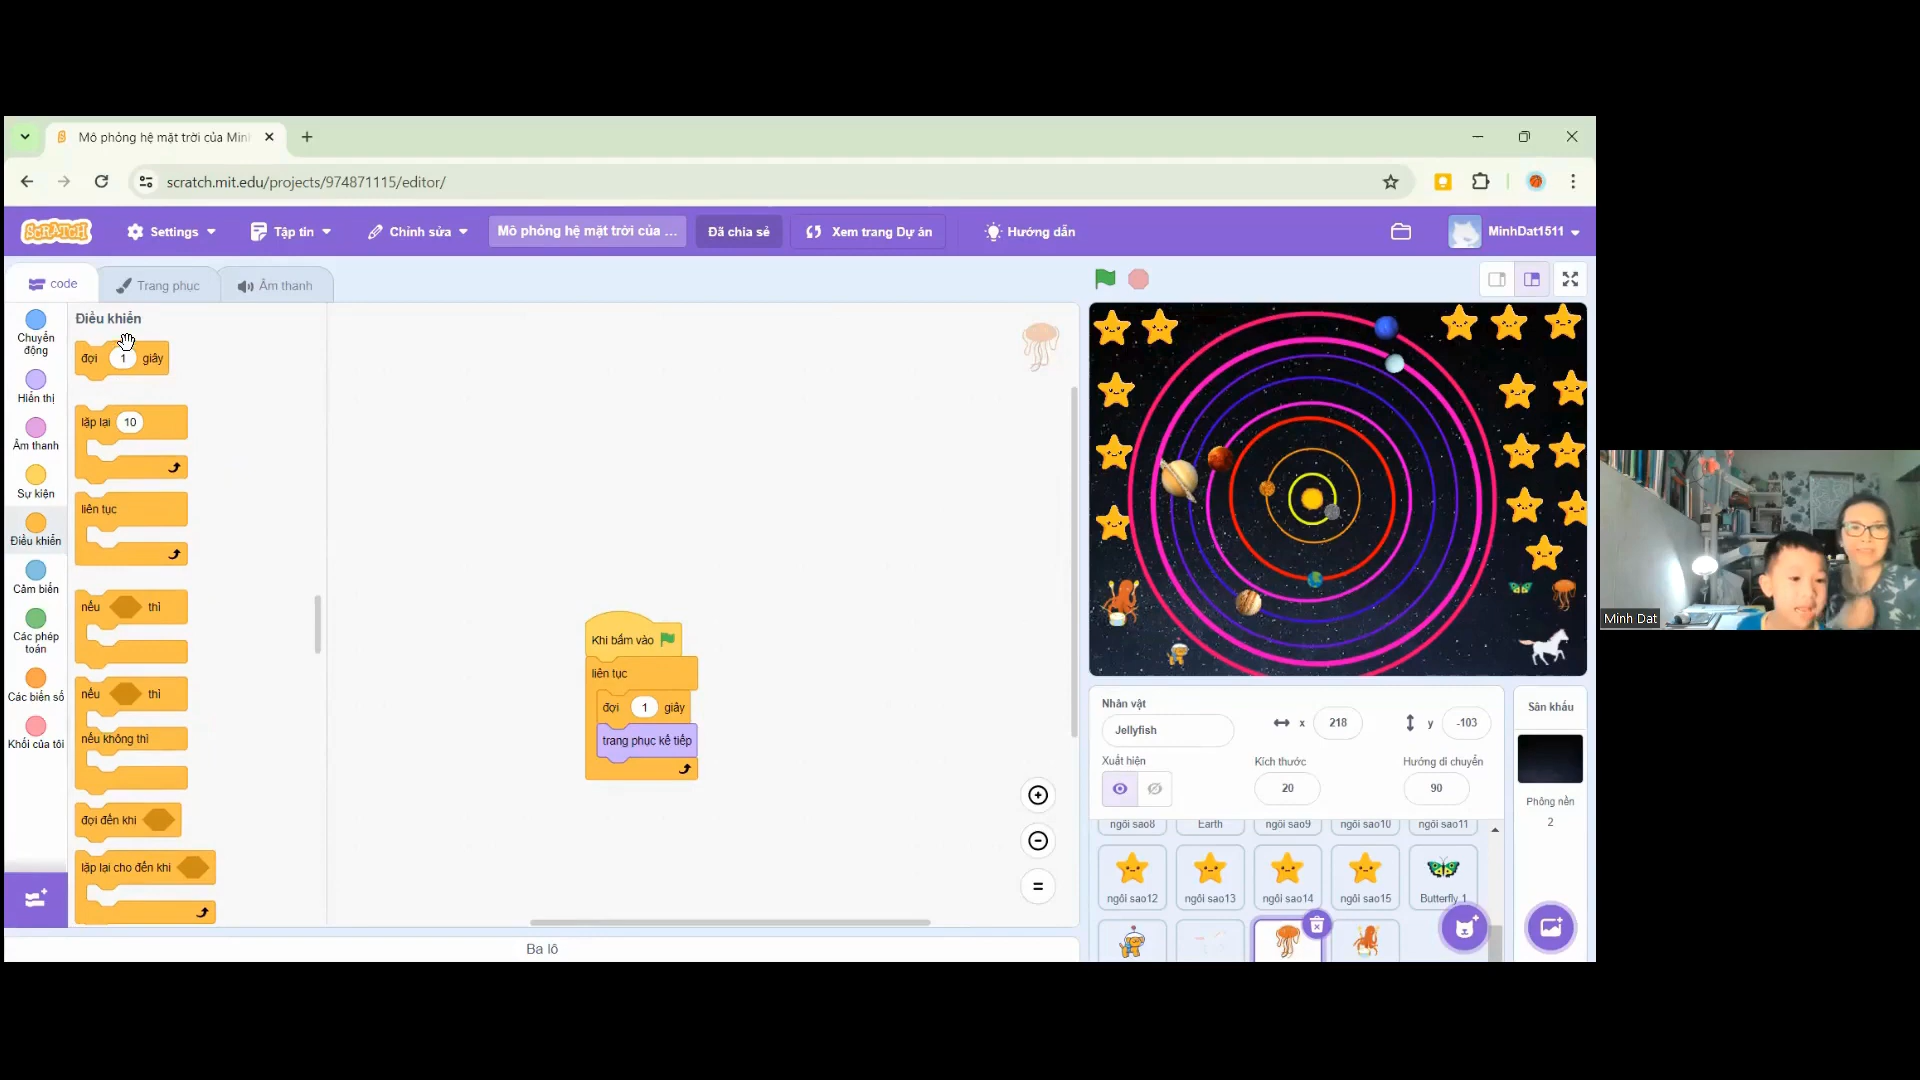 Mô phỏng hệ mặt trời của Min
scratch.mit.edu/projects/974871115/editor/
SCRATCH
Settings
Tập tin
Chỉnh sửa
Mô phỏng hệ mặt trời của ...
Đã chia sẻ
Xem trang Dự án
Hướng dẫn
MinhDat1511
code
Trang phục
Âm thanh
Chuyển động
Hiển thị
Âm thanh
Sự kiện
Điều khiển
Cảm biến
Các phép toán
Các biến số
Khối của tôi
Điều khiển
đợi 1 giây
lặp lại 10
liên tục
nếu thì
nếu thì
nếu không thì
đợi đến khi
lặp lại cho đến khi
Khi bấm vào
liên tục
đợi 1 giây
trang phục kế tiếp
Ba lô
Nhân vật
Jellyfish
x 218
y -103
Xuất hiện
Kích thước
20
Hướng di chuyển
90
ngôi sao8
Earth
ngôi sao9
ngôi sao10
ngôi sao11
ngôi sao12
ngôi sao13
ngôi sao14
ngôi sao15
Butterfly 1
Sân khấu
Phông nền
2
Minh Dat